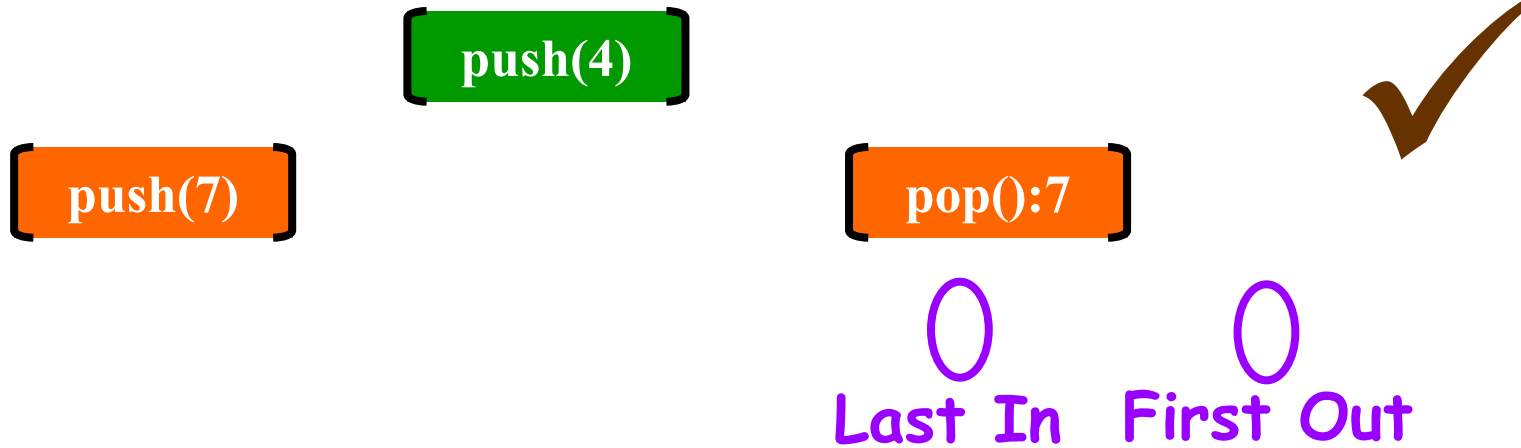 push(4)
push(7)
pop():7
Last In
First Out